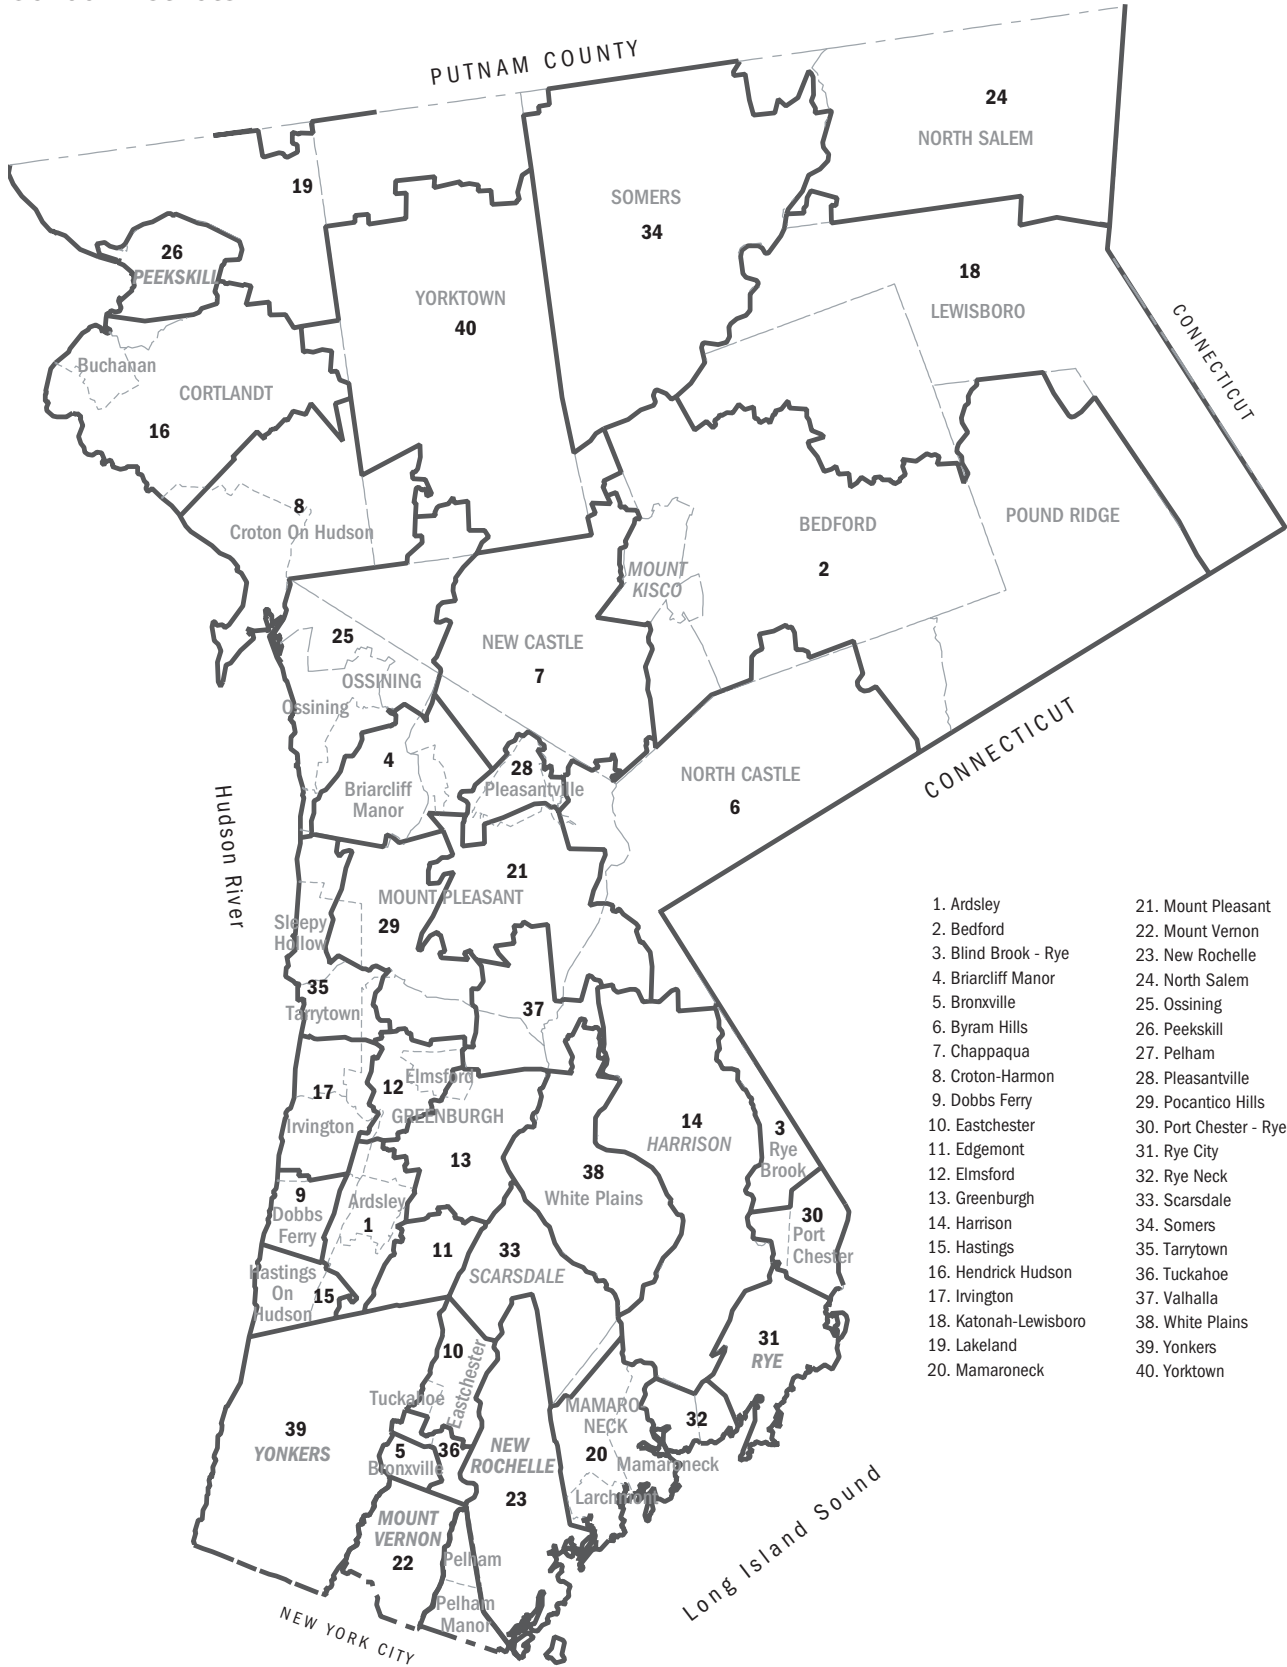 PUTNAM COUNTY
24
NORTH SALEM
19
SOMERS
34
26
PEEKSKILL
18
LEWISBORO
YORKTOWN
40
CONNECTICUT
Buchanan
CORTLANDT
16
8
Croton On Hudson
BEDFORD
2
POUND RIDGE
MOUNT
KISCO
25
OSSINING
Ossining
NEW CASTLE
7
4
Briarcliff
Manor
28
Pleasantville
NORTH CASTLE
6
CONNECTICUT
Hudson River
21
MOUNT PLEASANT
29
Sleepy
Hollow
35
Tarrytown
37
12
Elmsford
GREENBURGH
17
Irvington
13
14
HARRISON
3
Rye
Brook
38
White Plains
9
Dobbs
Ferry
Ardsley
1
30
Port
Chester
11
33
SCARSDALE
Hastings
On
Hudson
15
31
RYE
10
Eastchester
Tuckahoe
MAMARO
NECK
20
32
Mamaroneck
Larchmont
39
YONKERS
5
Bronxville
36
NEW
ROCHELLE
23
MOUNT
VERNON
22
Pelham
Pelham
Manor
Long Island Sound
NEW YORK CITY
1. Ardsley
2. Bedford
3. Blind Brook - Rye
4. Briarcliff Manor
5. Bronxville
6. Byram Hills
7. Chappaqua
8. Croton-Harmon
9. Dobbs Ferry
10. Eastchester
11. Edgemont
12. Elmsford
13. Greenburgh
14. Harrison
15. Hastings
16. Hendrick Hudson
17. Irvington
18. Katonah-Lewisboro
19. Lakeland
20. Mamaroneck
21. Mount Pleasant
22. Mount Vernon
23. New Rochelle
24. North Salem
25. Ossining
26. Peekskill
27. Pelham
28. Pleasantville
29. Pocantico Hills
30. Port Chester - Rye
31. Rye City
32. Rye Neck
33. Scarsdale
34. Somers
35. Tarrytown
36. Tuckahoe
37. Valhalla
38. White Plains
39. Yonkers
40. Yorktown